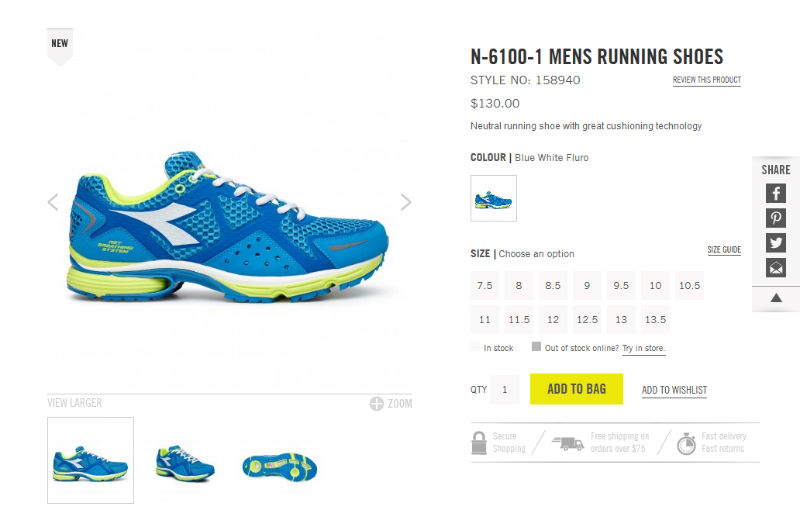 NEW
N-6100-1 MENS RUNNING SHOES
STYLE NO: 158940
REVIEW THIS PRODUCT
$130.00
Neutral running shoe with great cushioning technology
COLOUR | Blue White Fluro
SHARE
NET
BREATHING
SYSTEM
SIZE | Choose an option
SIZE GUIDE
7.5 8 8.5 9 9.5 10 10.5
11 11.5 12 12.5 13 13.5
In stock Out of stock online? Try in store.
QTY 1 ADD TO BAG ADD TO WISHLIST
VIEW LARGER ZOOM
Secure
Shopping
Free shipping on
orders over $75
Fast delivery
Fast returns